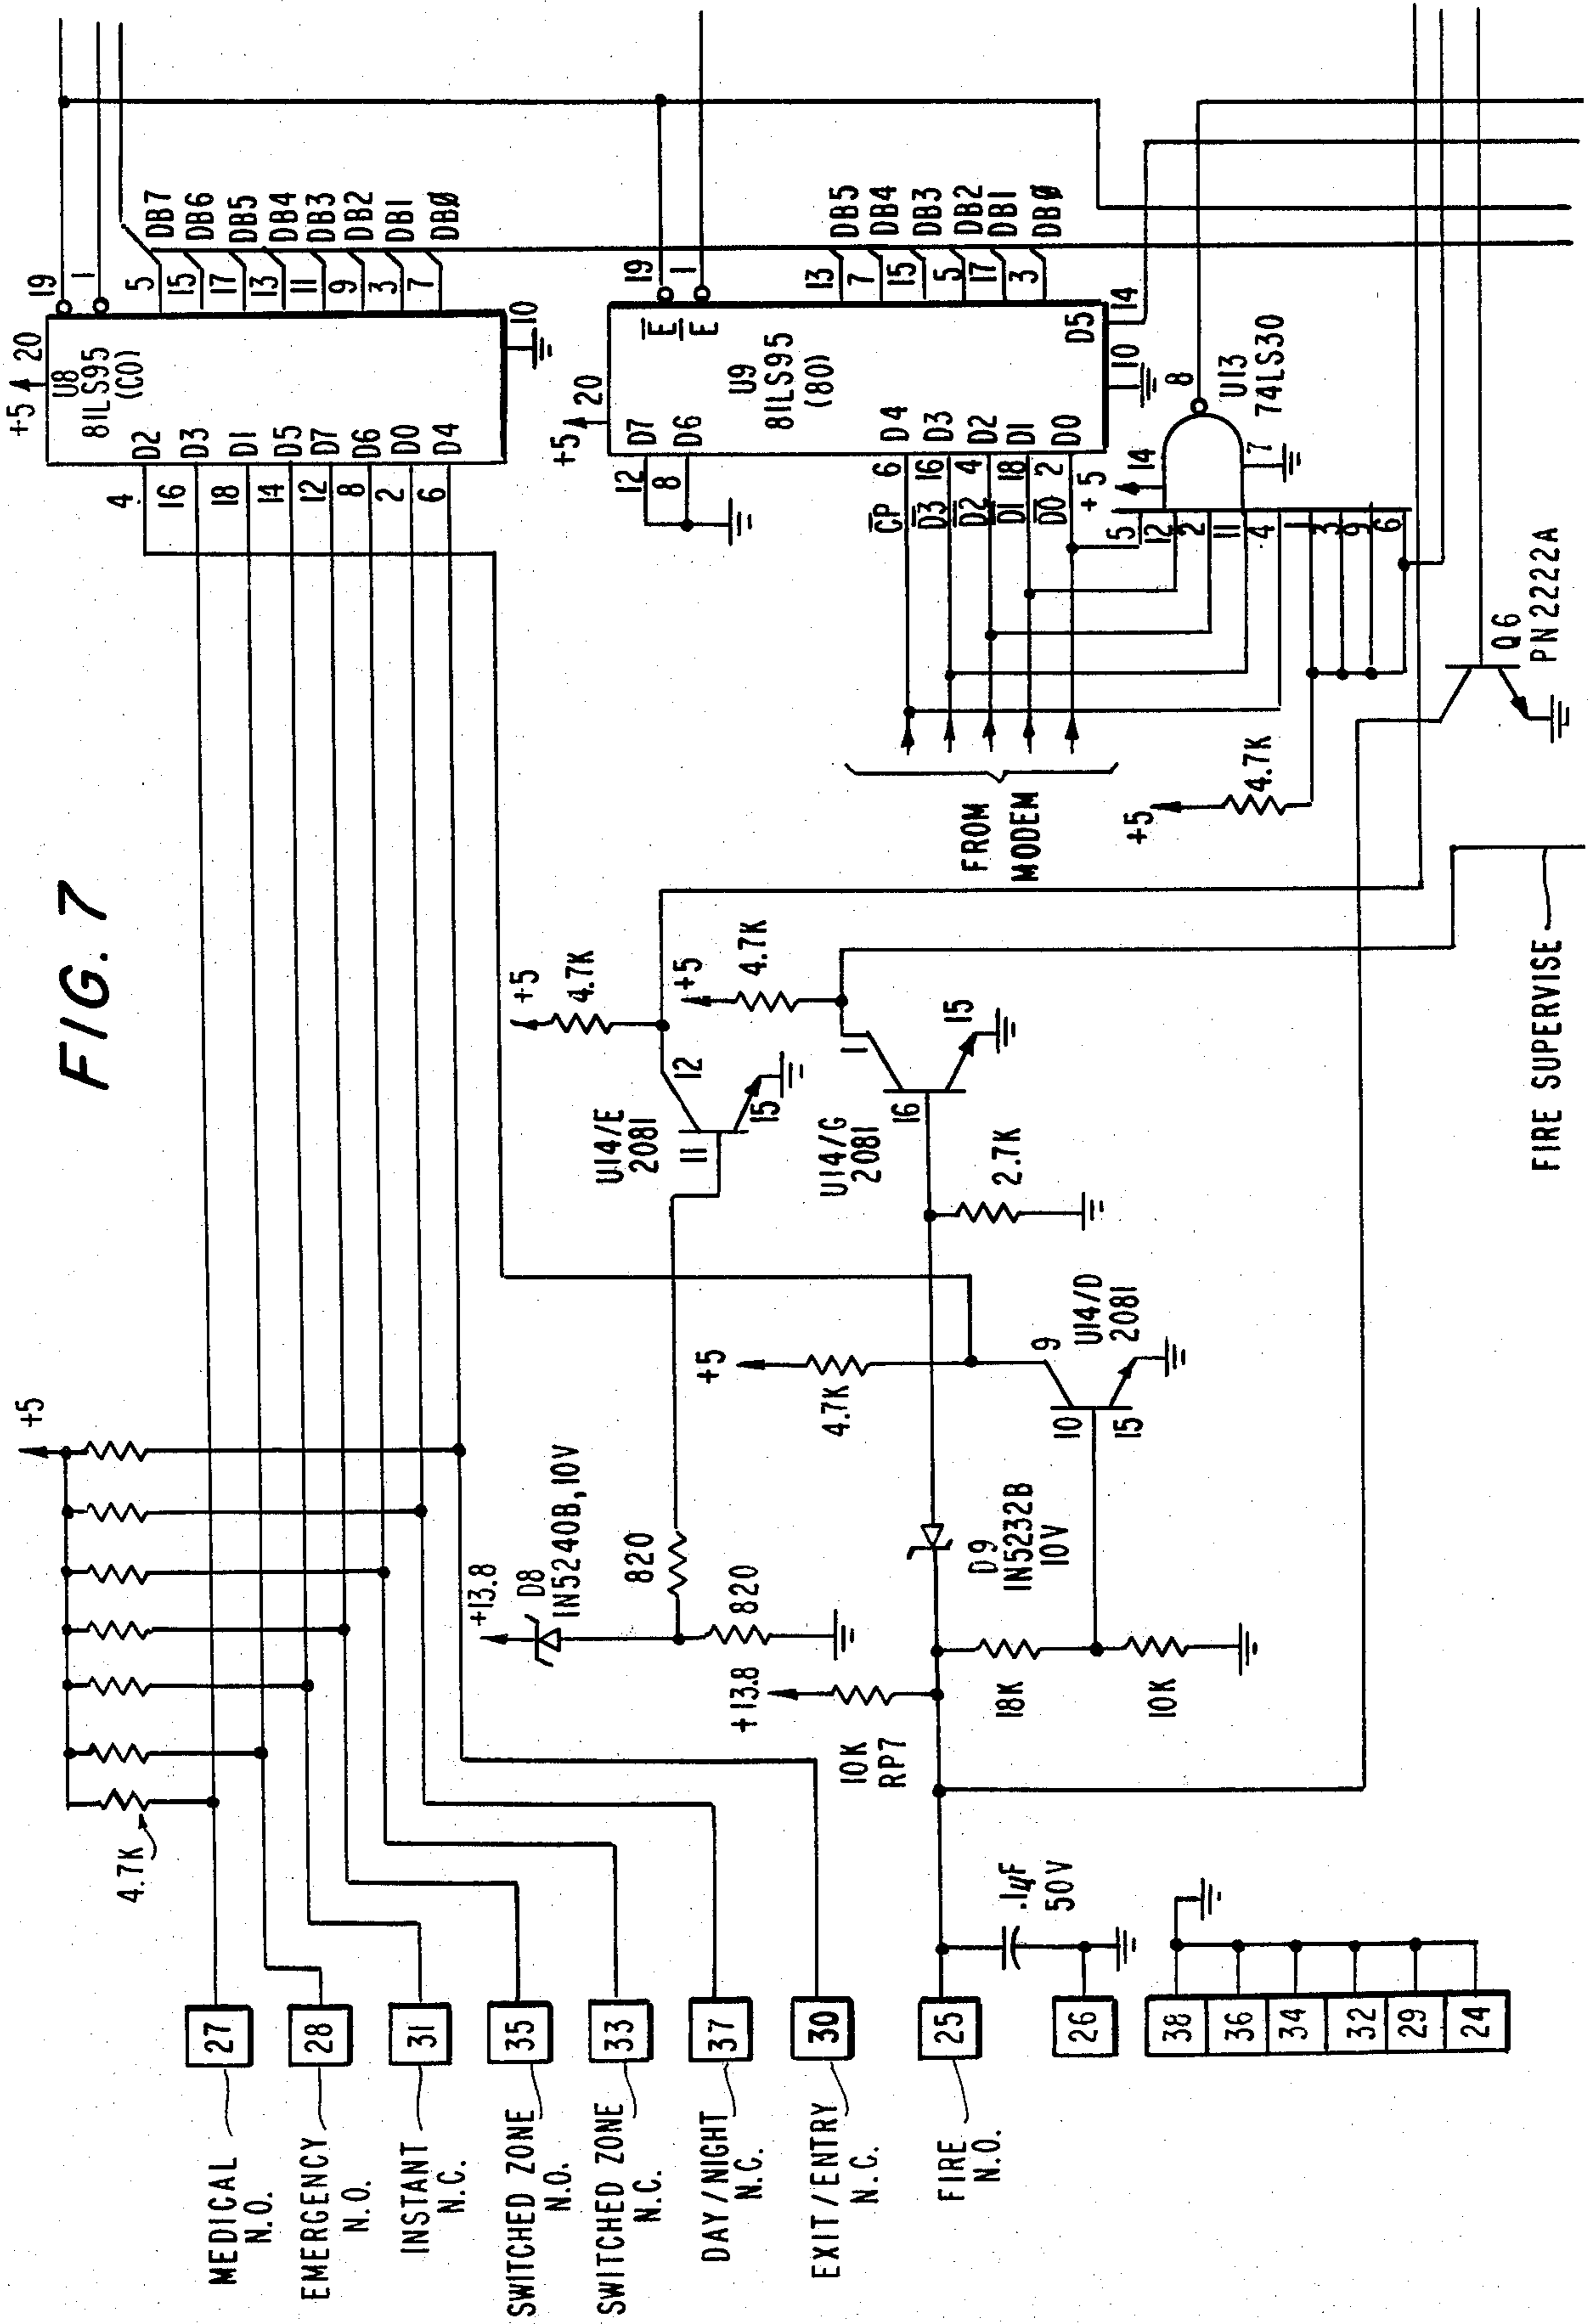 FIG. 7
+5
4.7K
MEDICAL
N.O.
27
EMERGENCY
N.O.
28
INSTANT
N.C.
31
SWITCHED ZONE
N.O.
35
SWITCHED ZONE
N.C.
33
DAY/NIGHT
N.C.
37
EXIT/ENTRY
N.C.
30
FIRE
N.O.
25
26
38
36
34
32
29
24
.1µF
50V
10K
RP7
+13.8
+13.8
D8
IN5240B, 10V
820
820
18K
10K
D9
IN5232B
10V
+5
4.7K
9
10
15
U14/D
2081
2.7K
U14/E
2081
11
12
15
+5
4.7K
U14/G
2081
16
1
15
+5
4.7K
FIRE SUPERVISE
+5
20
U8
81LS95
(CO)
D2
D3
D1
D5
D7
D6
D0
D4
4
16
18
14
12
8
2
6
10
19
1
5
15
17
13
11
9
3
7
DB7
DB6
DB5
DB4
DB3
DB2
DB1
DBØ
+5
20
U9
81LS95
(80)
D7
D6
12
8
E̅
E̅
19
1
D4
D3
D2
D1
D0
6
16
4
18
2
C̅P̅
D̅3̅
D̅2̅
D̅1̅
D̅0̅
D5
14
10
13
7
15
5
17
3
DB5
DB4
DB3
DB2
DB1
DBØ
FROM
MODEM
+5
14
5
12
2
11
4
1
3
9
6
7
8
U13
74LS30
+5
4.7K
Q6
PN2222A